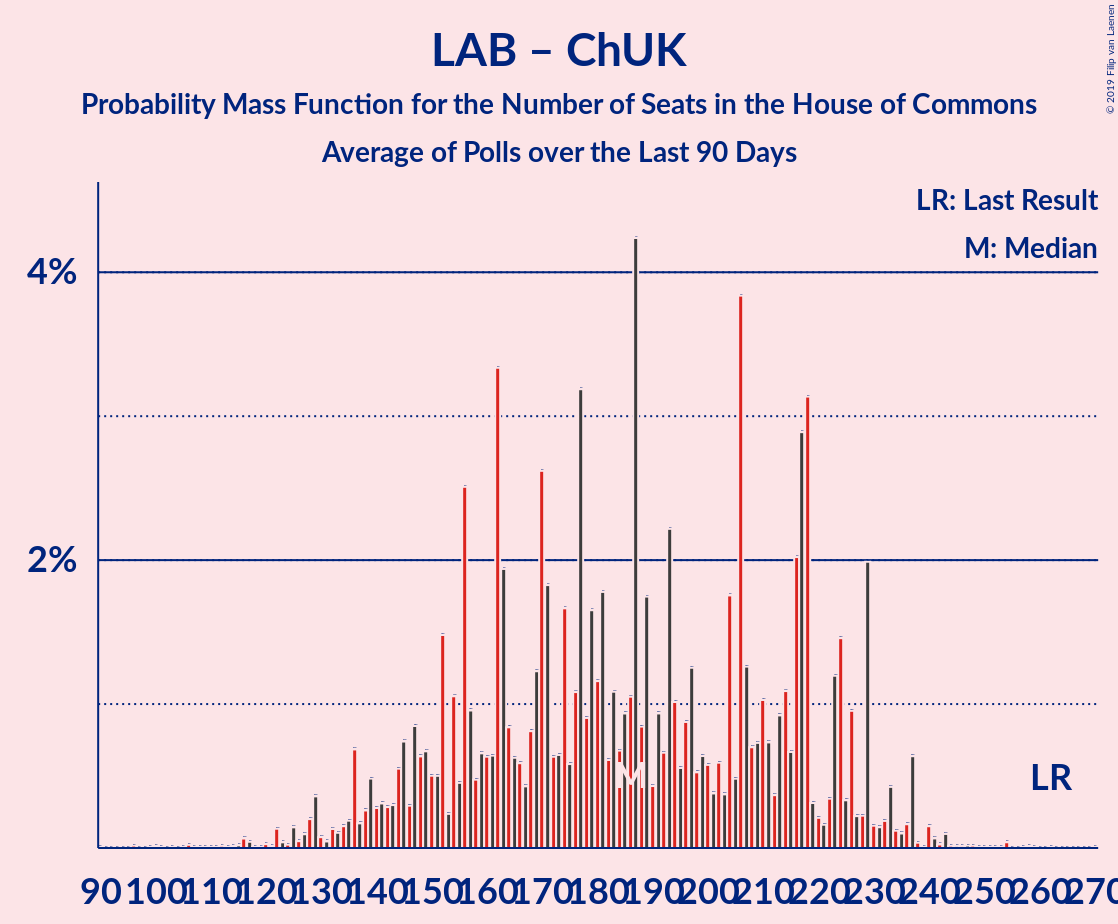 LAB – ChUK
Probability Mass Function for the Number of Seats in the House of Commons
Average of Polls over the Last 90 Days
© 2019 Filip van Laenen
LR: Last Result
M: Median
4%
2%
M
LR
90 100 110 120 130 140 150 160 170 180 190 200 210 220 230 240 250 260 270